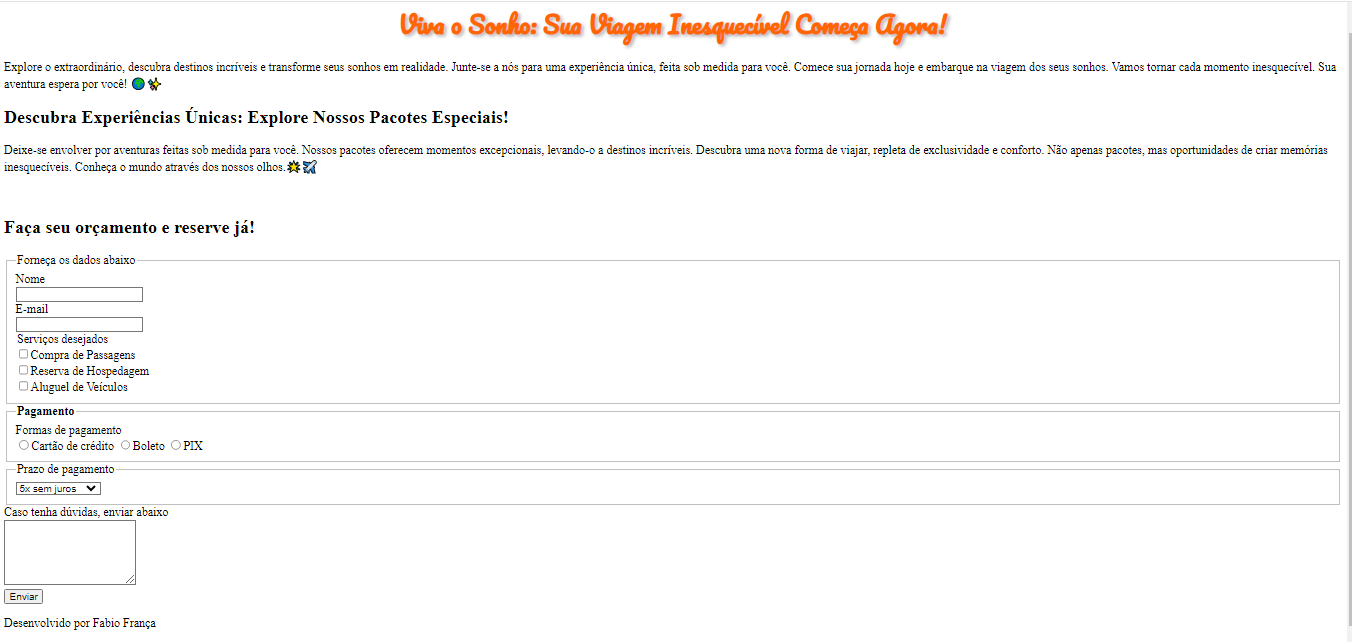 Viva o Sonho: Sua Viagem Inesquecível Começa Agora!
Explore o extraordinário, descubra destinos incríveis e transforme seus sonhos em realidade. Junte-se a nós para uma experiência única, feita sob medida para você. Comece sua jornada hoje e embarque na viagem dos seus sonhos. Vamos tornar cada momento inesquecível. Sua
aventura espera por você! 🌍✨
Descubra Experiências Únicas: Explore Nossos Pacotes Especiais!
Deixe-se envolver por aventuras feitas sob medida para você. Nossos pacotes oferecem momentos excepcionais, levando-o a destinos incríveis. Descubra uma nova forma de viajar, repleta de exclusividade e conforto. Não apenas pacotes, mas oportunidades de criar memórias
inesquecíveis. Conheça o mundo através dos nossos olhos.🌟✈️
Faça seu orçamento e reserve já!
Forneça os dados abaixo
Nome
E-mail
Serviços desejados
Compra de Passagens
Reserva de Hospedagem
Aluguel de Veículos
Pagamento
Formas de pagamento
Cartão de crédito Boleto PIX
Prazo de pagamento
5x sem juros
Caso tenha dúvidas, enviar abaixo
Enviar
Desenvolvido por Fabio França